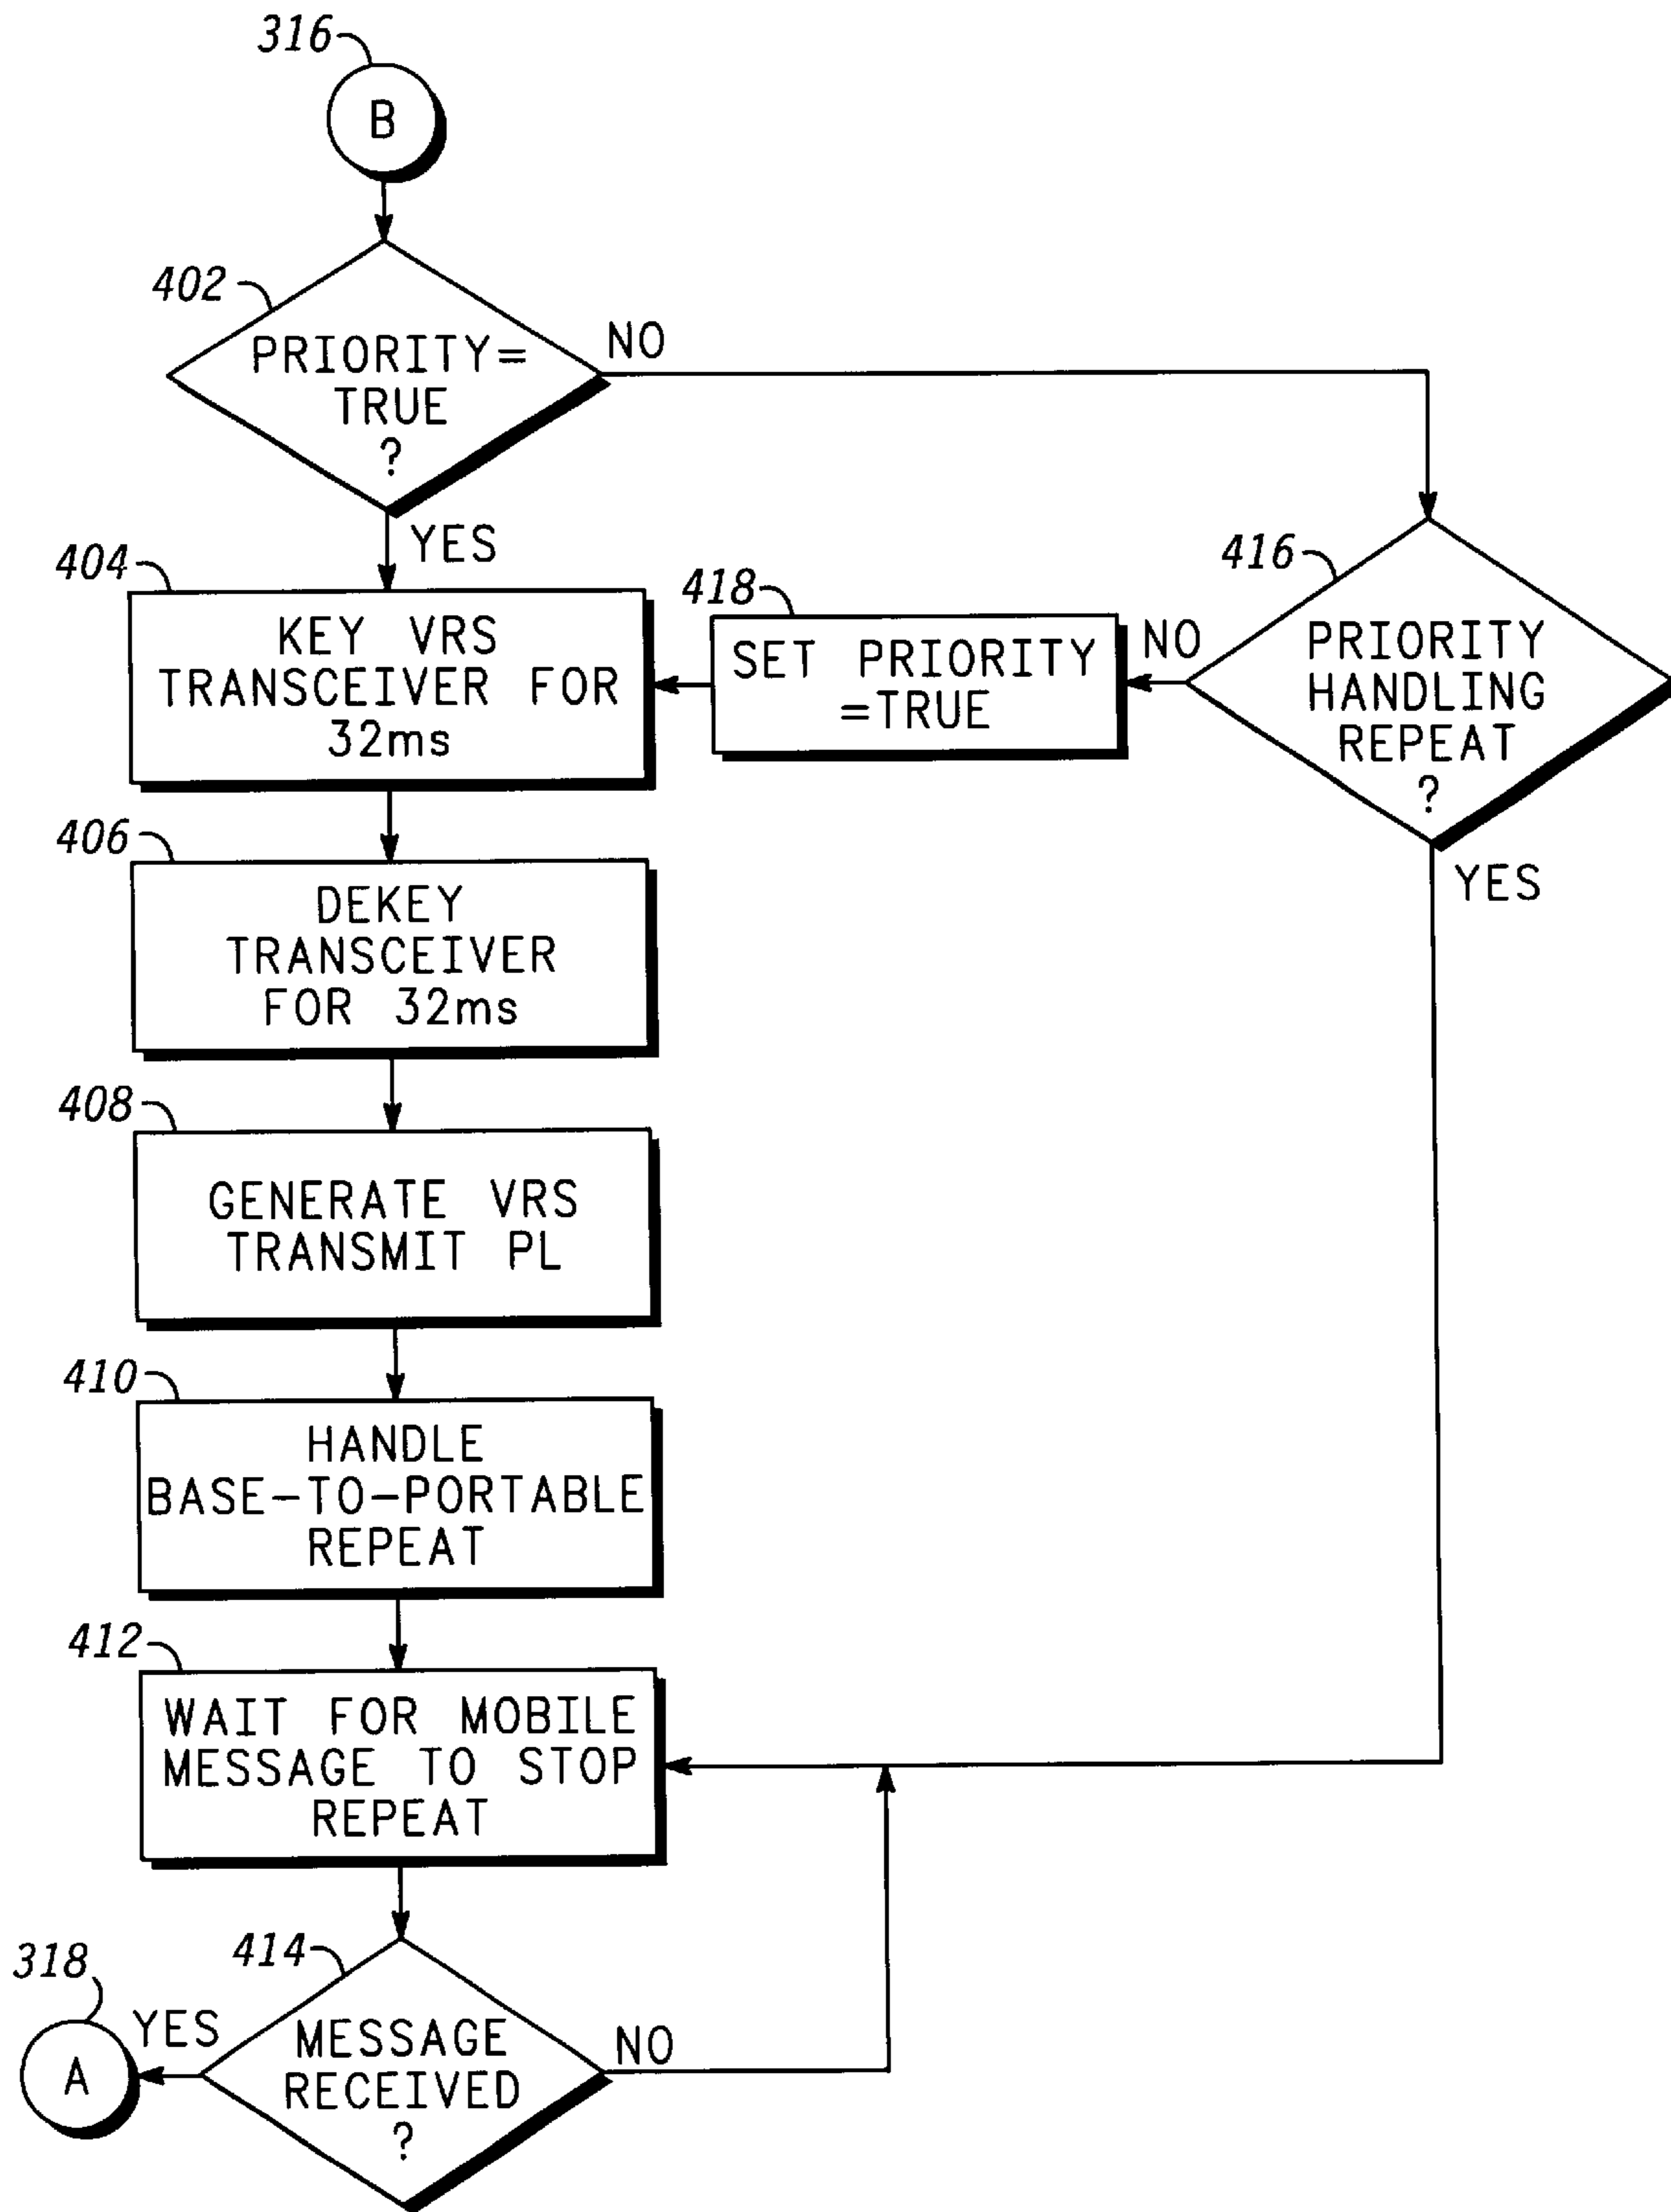 316
B
402
PRIORITY=
TRUE
?
NO
YES
404
KEY VRS
TRANSCEIVER FOR
32ms
418
SET PRIORITY
=TRUE
NO
416
PRIORITY
HANDLING
REPEAT
?
YES
406
DEKEY
TRANSCEIVER
FOR 32ms
408
GENERATE VRS
TRANSMIT PL
410
HANDLE
BASE-TO-PORTABLE
REPEAT
412
WAIT FOR MOBILE
MESSAGE TO STOP
REPEAT
414
MESSAGE
RECEIVED
?
NO
YES
318
A